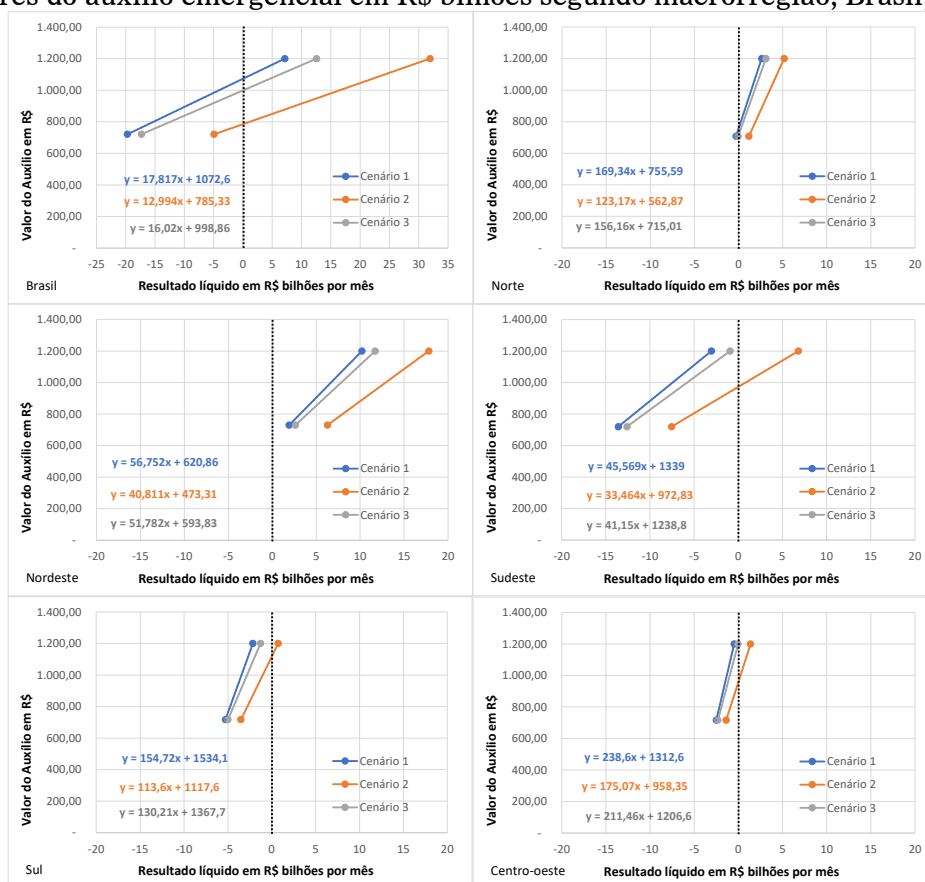 res do auxílio emergencial em R$ bilhões segundo macrorregião, Brasil
Valor do Auxílio em R$
1.400,00
1.200,00
1.000,00
800,00
600,00
400,00
200,00
-
y = 17,817x + 1072,6
y = 12,994x + 785,33
y = 16,02x + 998,86
Cenário 1
Cenário 2
Cenário 3
-25 -20 -15 -10 -5 0 5 10 15 20 25 30 35
Brasil
Resultado líquido em R$ bilhões por mês
Valor do Auxílio em R$
1.400,00
1.200,00
1.000,00
800,00
600,00
400,00
200,00
-
y = 169,34x + 755,59
y = 123,17x + 562,87
y = 156,16x + 715,01
Cenário 1
Cenário 2
Cenário 3
-20 -15 -10 -5 0 5 10 15 20
Norte
Resultado líquido em R$ bilhões por mês
Valor do Auxílio em R$
1.400,00
1.200,00
1.000,00
800,00
600,00
400,00
200,00
-
y = 56,752x + 620,86
y = 40,811x + 473,31
y = 51,782x + 593,83
Cenário 1
Cenário 2
Cenário 3
-20 -15 -10 -5 0 5 10 15 20
Nordeste
Resultado líquido em R$ bilhões por mês
Valor do Auxílio em R$
1.400,00
1.200,00
1.000,00
800,00
600,00
400,00
200,00
-
y = 45,569x + 1339
y = 33,464x + 972,83
y = 41,15x + 1238,8
Cenário 1
Cenário 2
Cenário 3
-20 -15 -10 -5 0 5 10 15 20
Sudeste
Resultado líquido em R$ bilhões por mês
Valor do Auxílio em R$
1.400,00
1.200,00
1.000,00
800,00
600,00
400,00
200,00
-
y = 154,72x + 1534,1
y = 113,6x + 1117,6
y = 130,21x + 1367,7
Cenário 1
Cenário 2
Cenário 3
-20 -15 -10 -5 0 5 10 15 20
Sul
Resultado líquido em R$ bilhões por mês
Valor do Auxílio em R$
1.400,00
1.200,00
1.000,00
800,00
600,00
400,00
200,00
-
y = 238,6x + 1312,6
y = 175,07x + 958,35
y = 211,46x + 1206,6
Cenário 1
Cenário 2
Cenário 3
-20 -15 -10 -5 0 5 10 15 20
Centro-oeste
Resultado líquido em R$ bilhões por mês